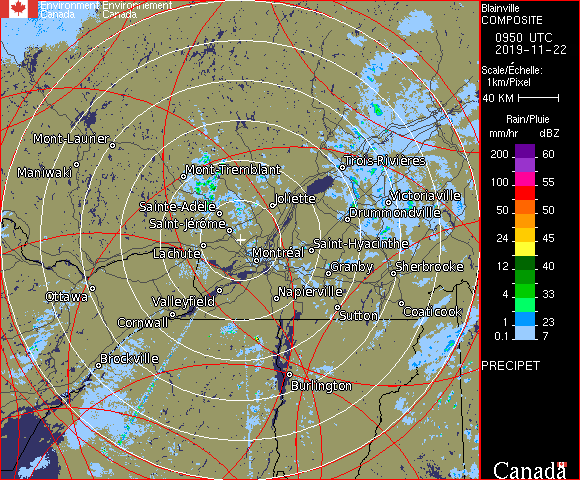 Environment Environnement
Canada Canada
Blainville
COMPOSITE
0950 UTC
2019-11-22
Scale/Échelle:
1km/Pixel
40 KM
Rain/Pluie
mm/hr dBZ
200 60
100 55
50 50
24 45
12 40
4 33
1 23
0.1 7
PRECIPET
Canada
Mont-Laurier
Maniwaki
Mont-Tremblant
Trois-Rivières
Sainte-Adèle
Joliette
Victoriaville
Drummondville
Saint-Jérôme
Lachute
Montréal
Saint-Hyacinthe
Granby
Sherbrooke
Ottawa
Valleyfield
Napierville
Cornwall
Sutton
Coaticook
Brockville
Burlington